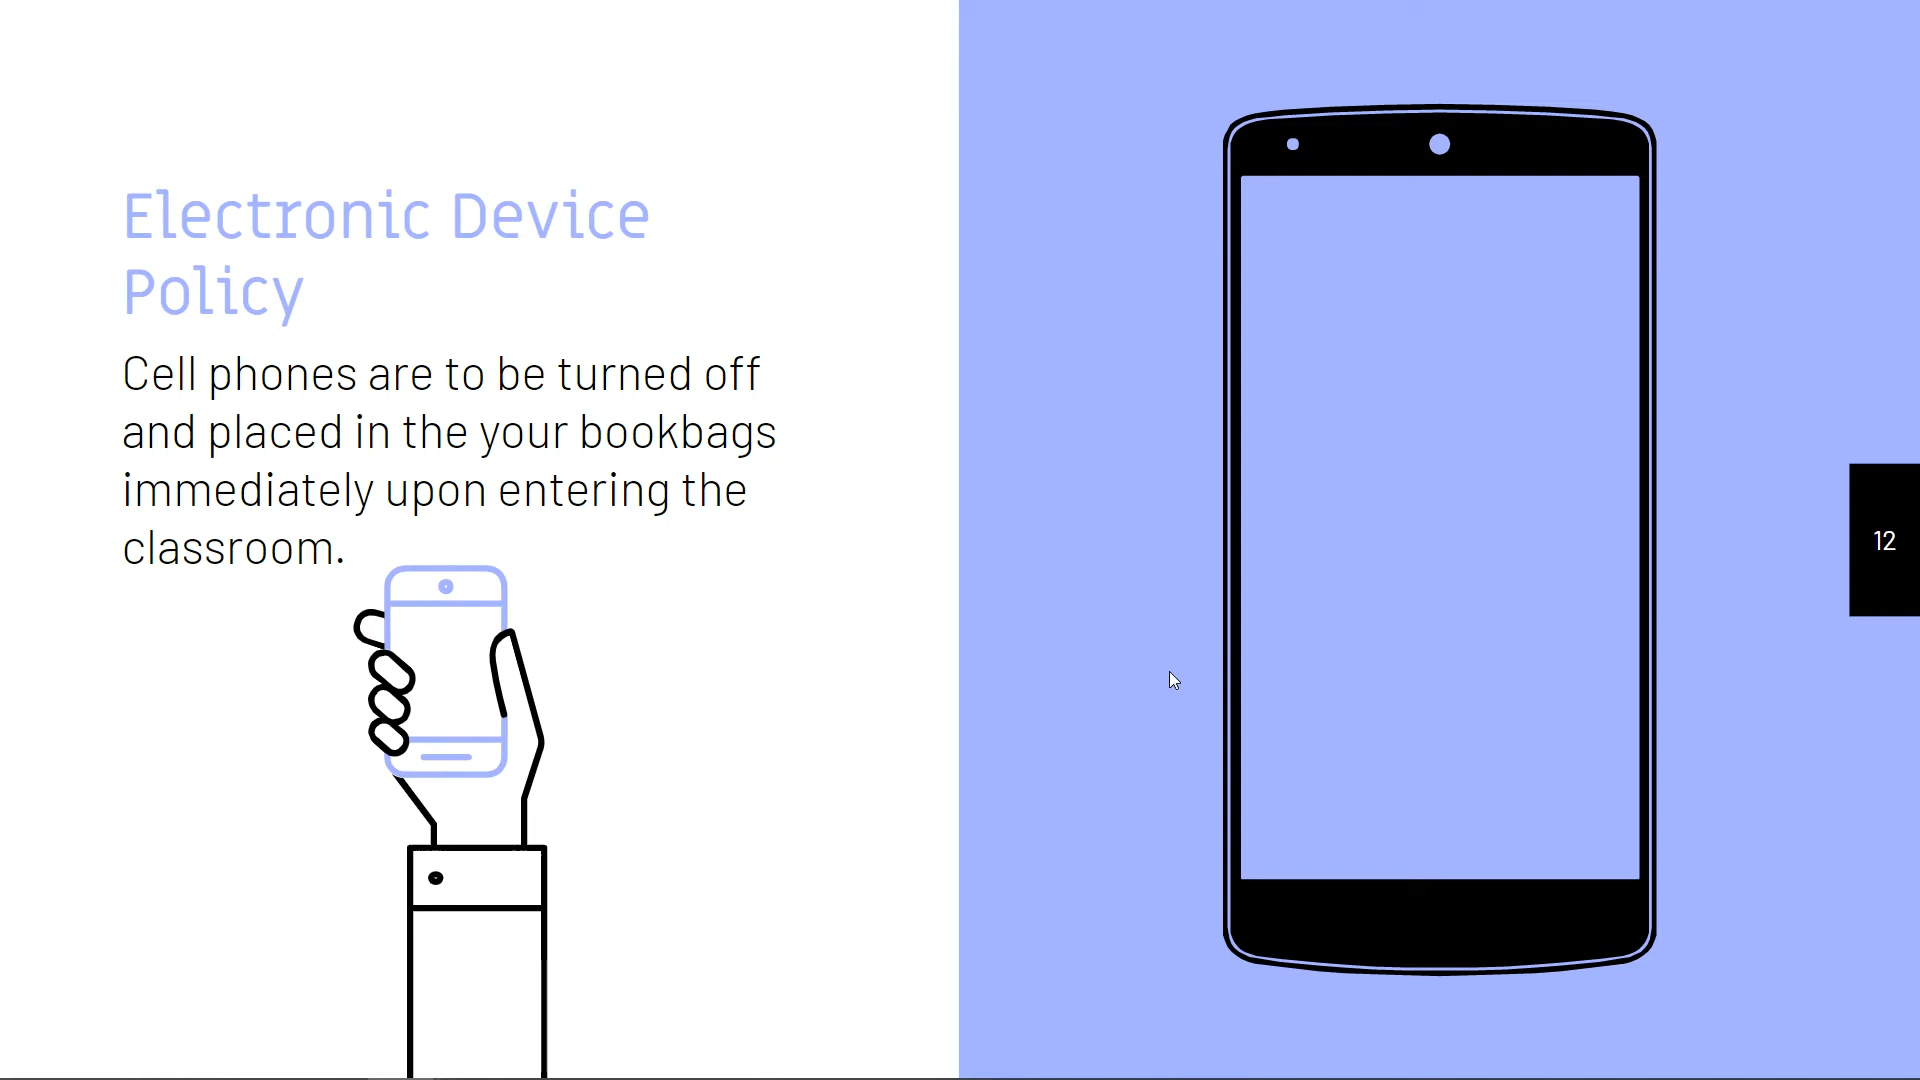 Electronic Device
Policy
Cell phones are to be turned off
and placed in the your bookbags
immediately upon entering the
classroom.
12